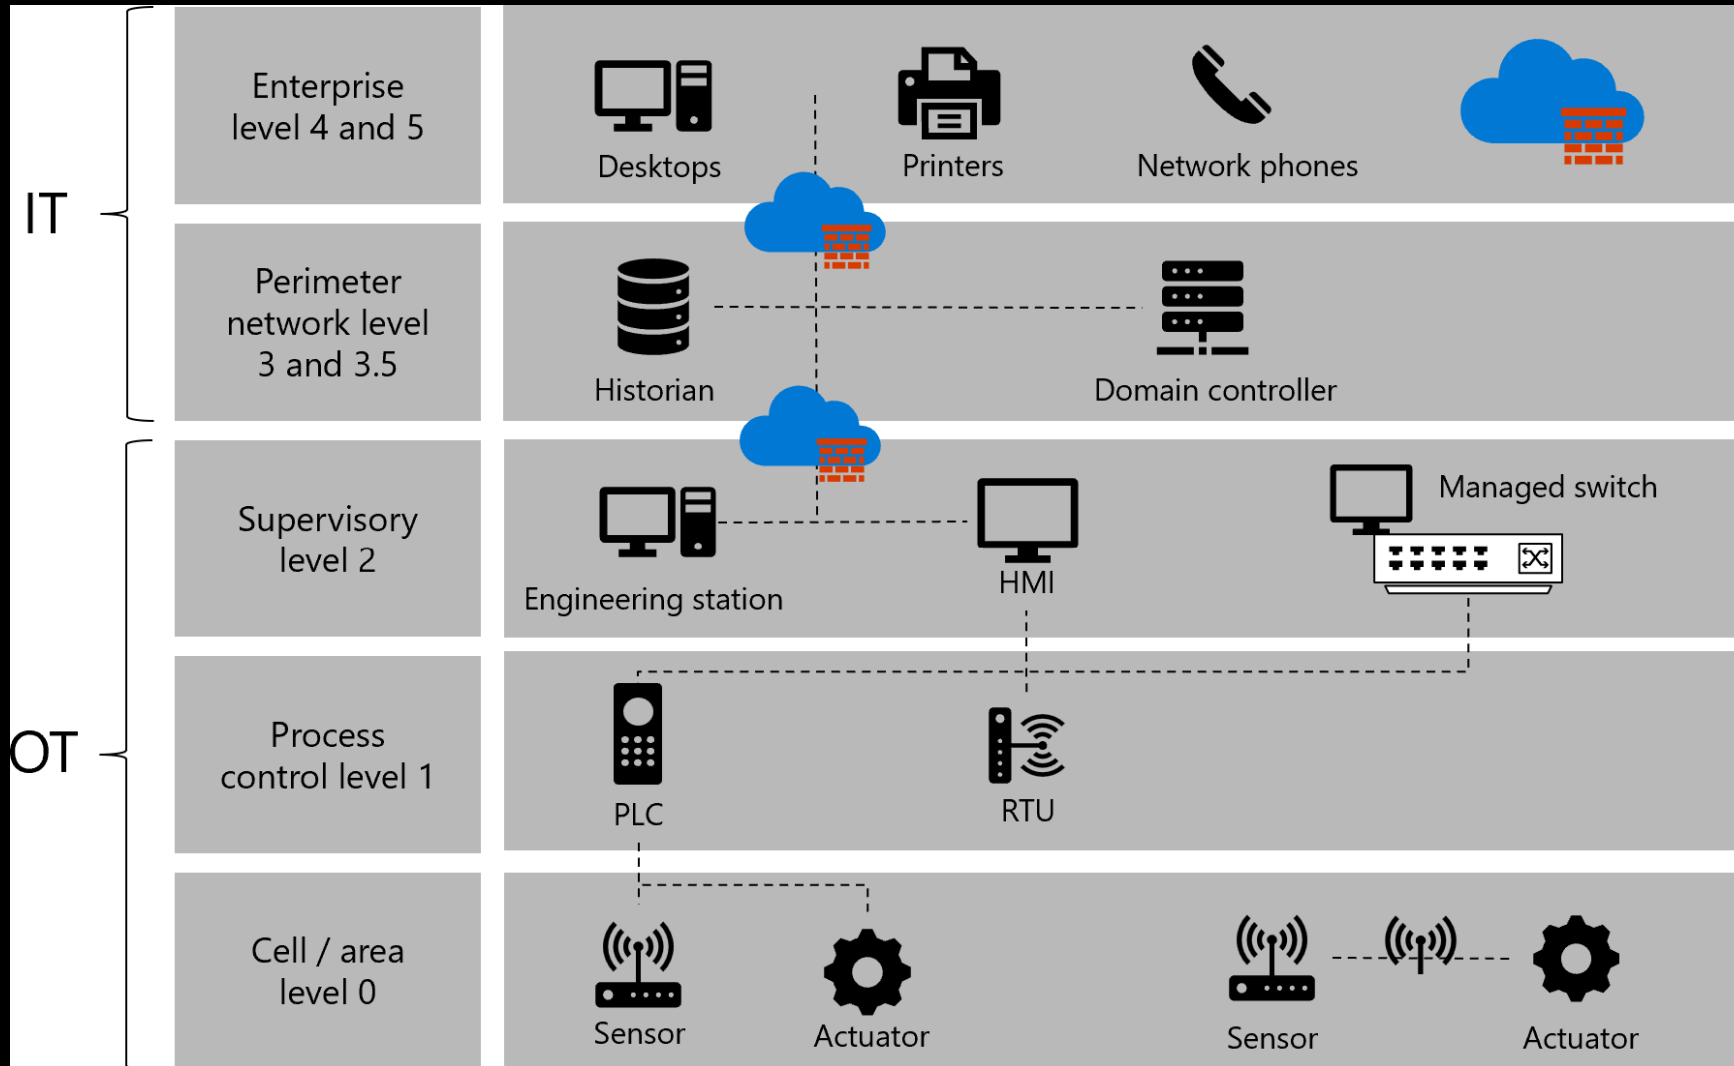 IT
Enterprise
level 4 and 5
Desktops
Printers
Network phones
Perimeter
network level
3 and 3.5
Historian
Domain controller
OT
Supervisory
level 2
Engineering station
HMI
Managed switch
Process
control level 1
PLC
RTU
Cell / area
level 0
Sensor
Actuator
Sensor
Actuator